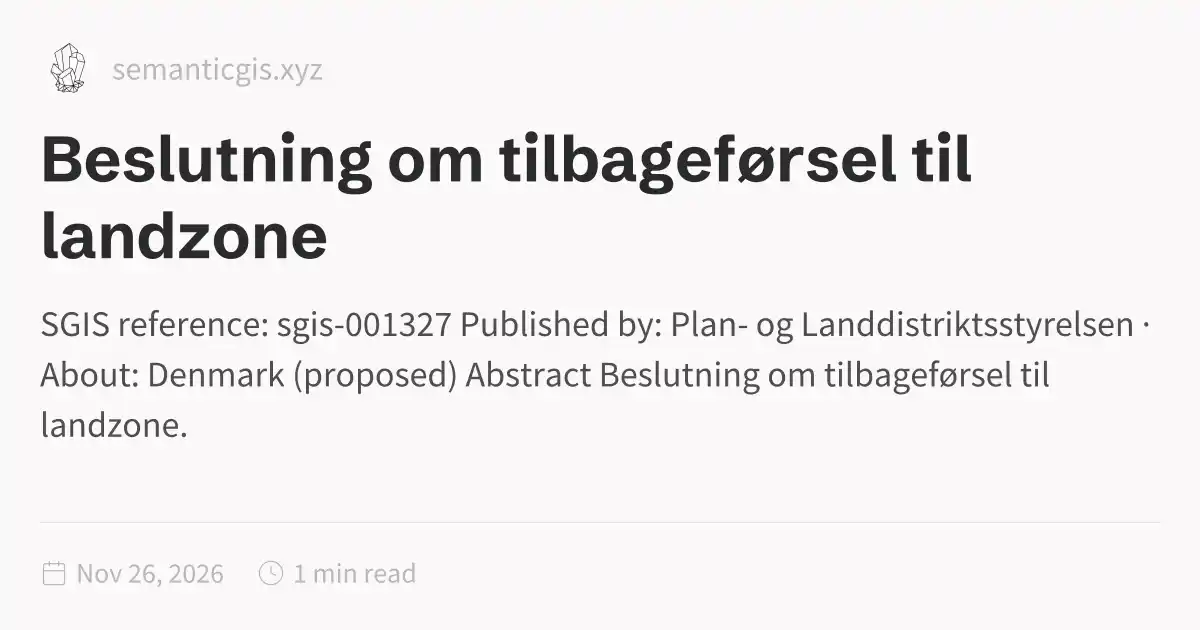 semanticgis.xyz
Beslutning om tilbageførsel til
landzone
SGIS reference: sgis-001327 Published by: Plan- og Landdistriktsstyrelsen ·
About: Denmark (proposed) Abstract Beslutning om tilbageførsel til
landzone.
Nov 26, 2026 1 min read